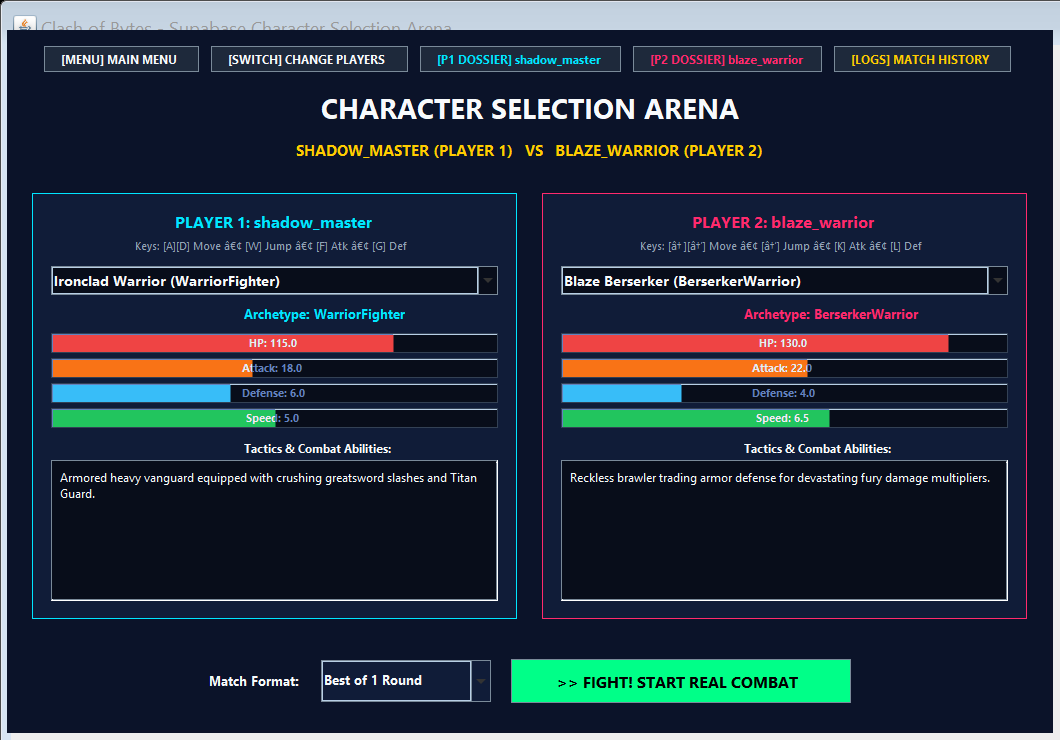 Clash of Bytes - Supabase Character Selection Arena
[MENU] MAIN MENU
[SWITCH] CHANGE PLAYERS
[P1 DOSSIER] shadow_master
[P2 DOSSIER] blaze_warrior
[LOGS] MATCH HISTORY
CHARACTER SELECTION ARENA
SHADOW_MASTER (PLAYER 1) VS BLAZE_WARRIOR (PLAYER 2)
PLAYER 1: shadow_master
Keys: [A][D] Move • [W] Jump • [F] Atk • [G] Def
Ironclad Warrior (WarriorFighter)
Archetype: WarriorFighter
HP: 115.0
Attack: 18.0
Defense: 6.0
Speed: 5.0
Tactics & Combat Abilities:
Armored heavy vanguard equipped with crushing greatsword slashes and Titan
Guard.
PLAYER 2: blaze_warrior
Keys: [â†][â†'] Move • [â†'] Jump • [K] Atk • [L] Def
Blaze Berserker (BerserkerWarrior)
Archetype: BerserkerWarrior
HP: 130.0
Attack: 22.0
Defense: 4.0
Speed: 6.5
Tactics & Combat Abilities:
Reckless brawler trading armor defense for devastating fury damage multipliers.
Match Format:
Best of 1 Round
>> FIGHT! START REAL COMBAT